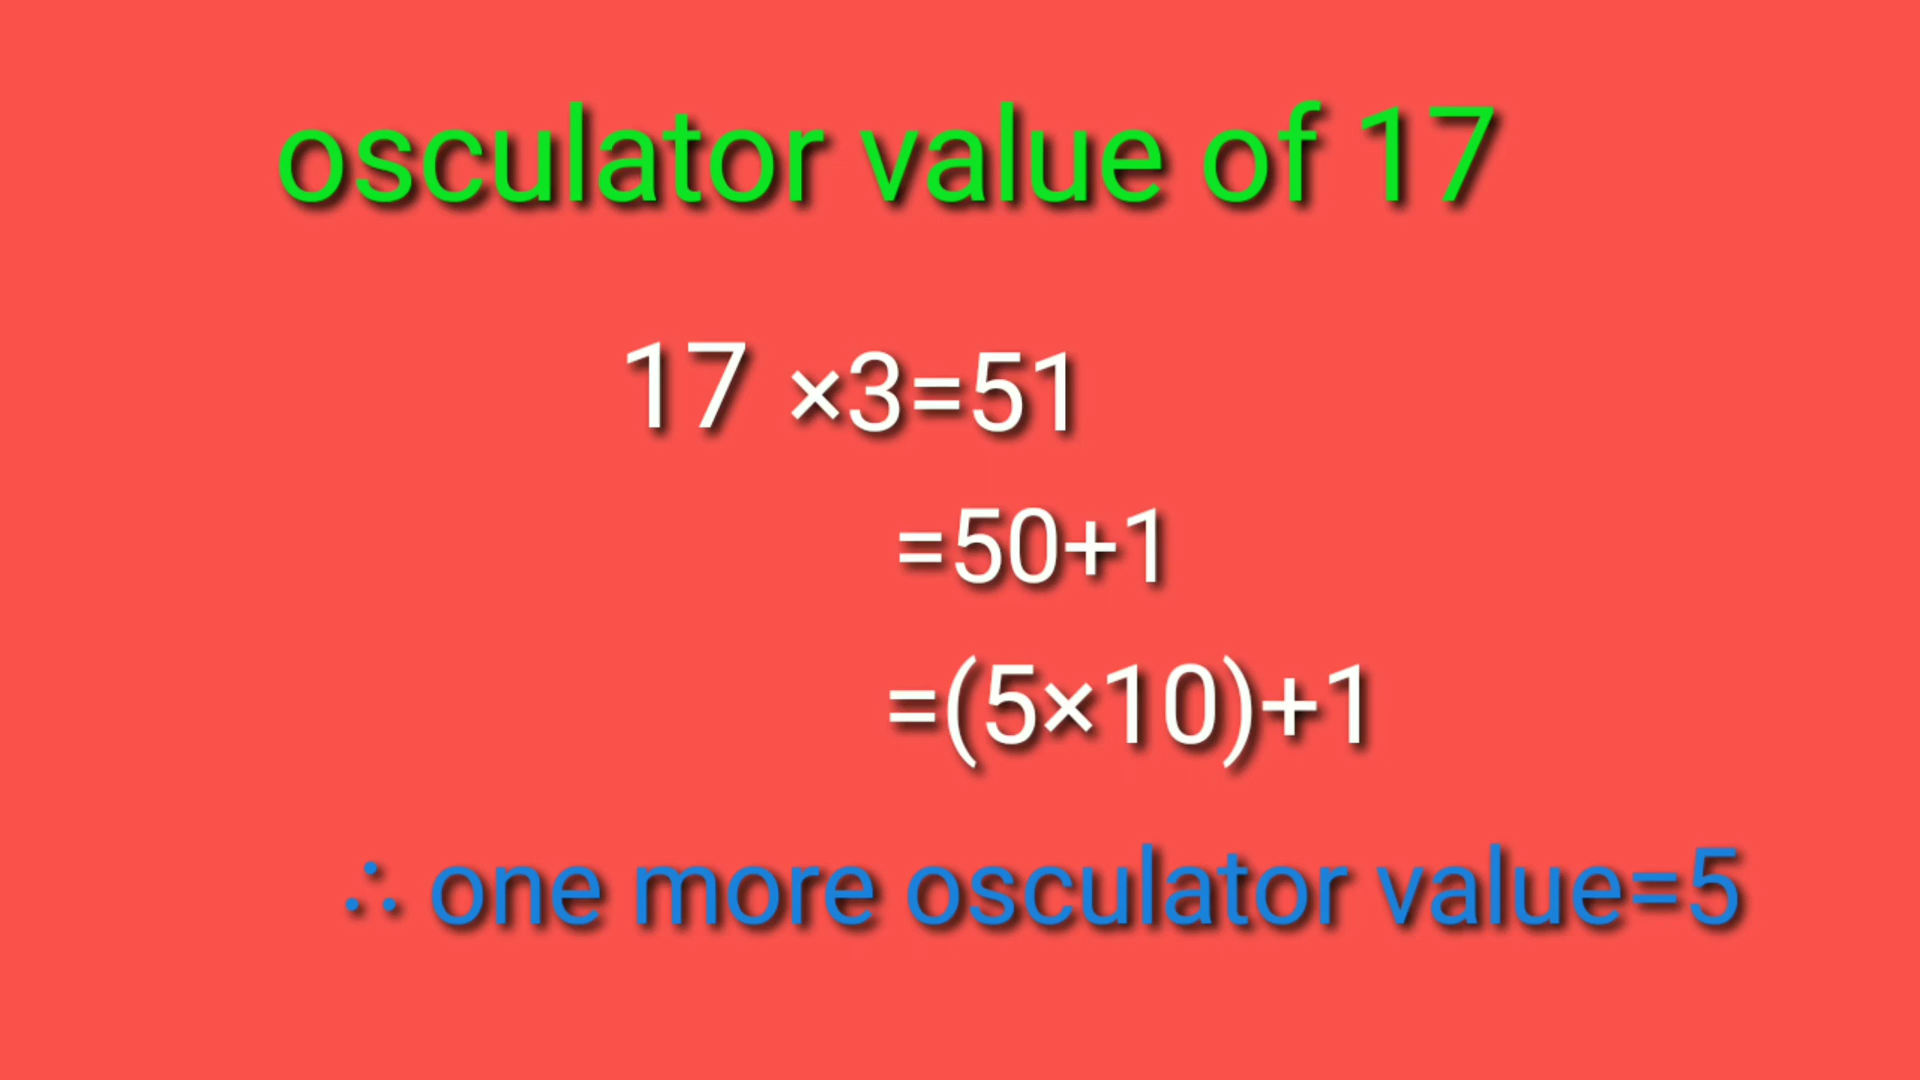 osculator value of 17
17 ×3=51
=50+1
=(5×10)+1
∴ one more osculator value=5